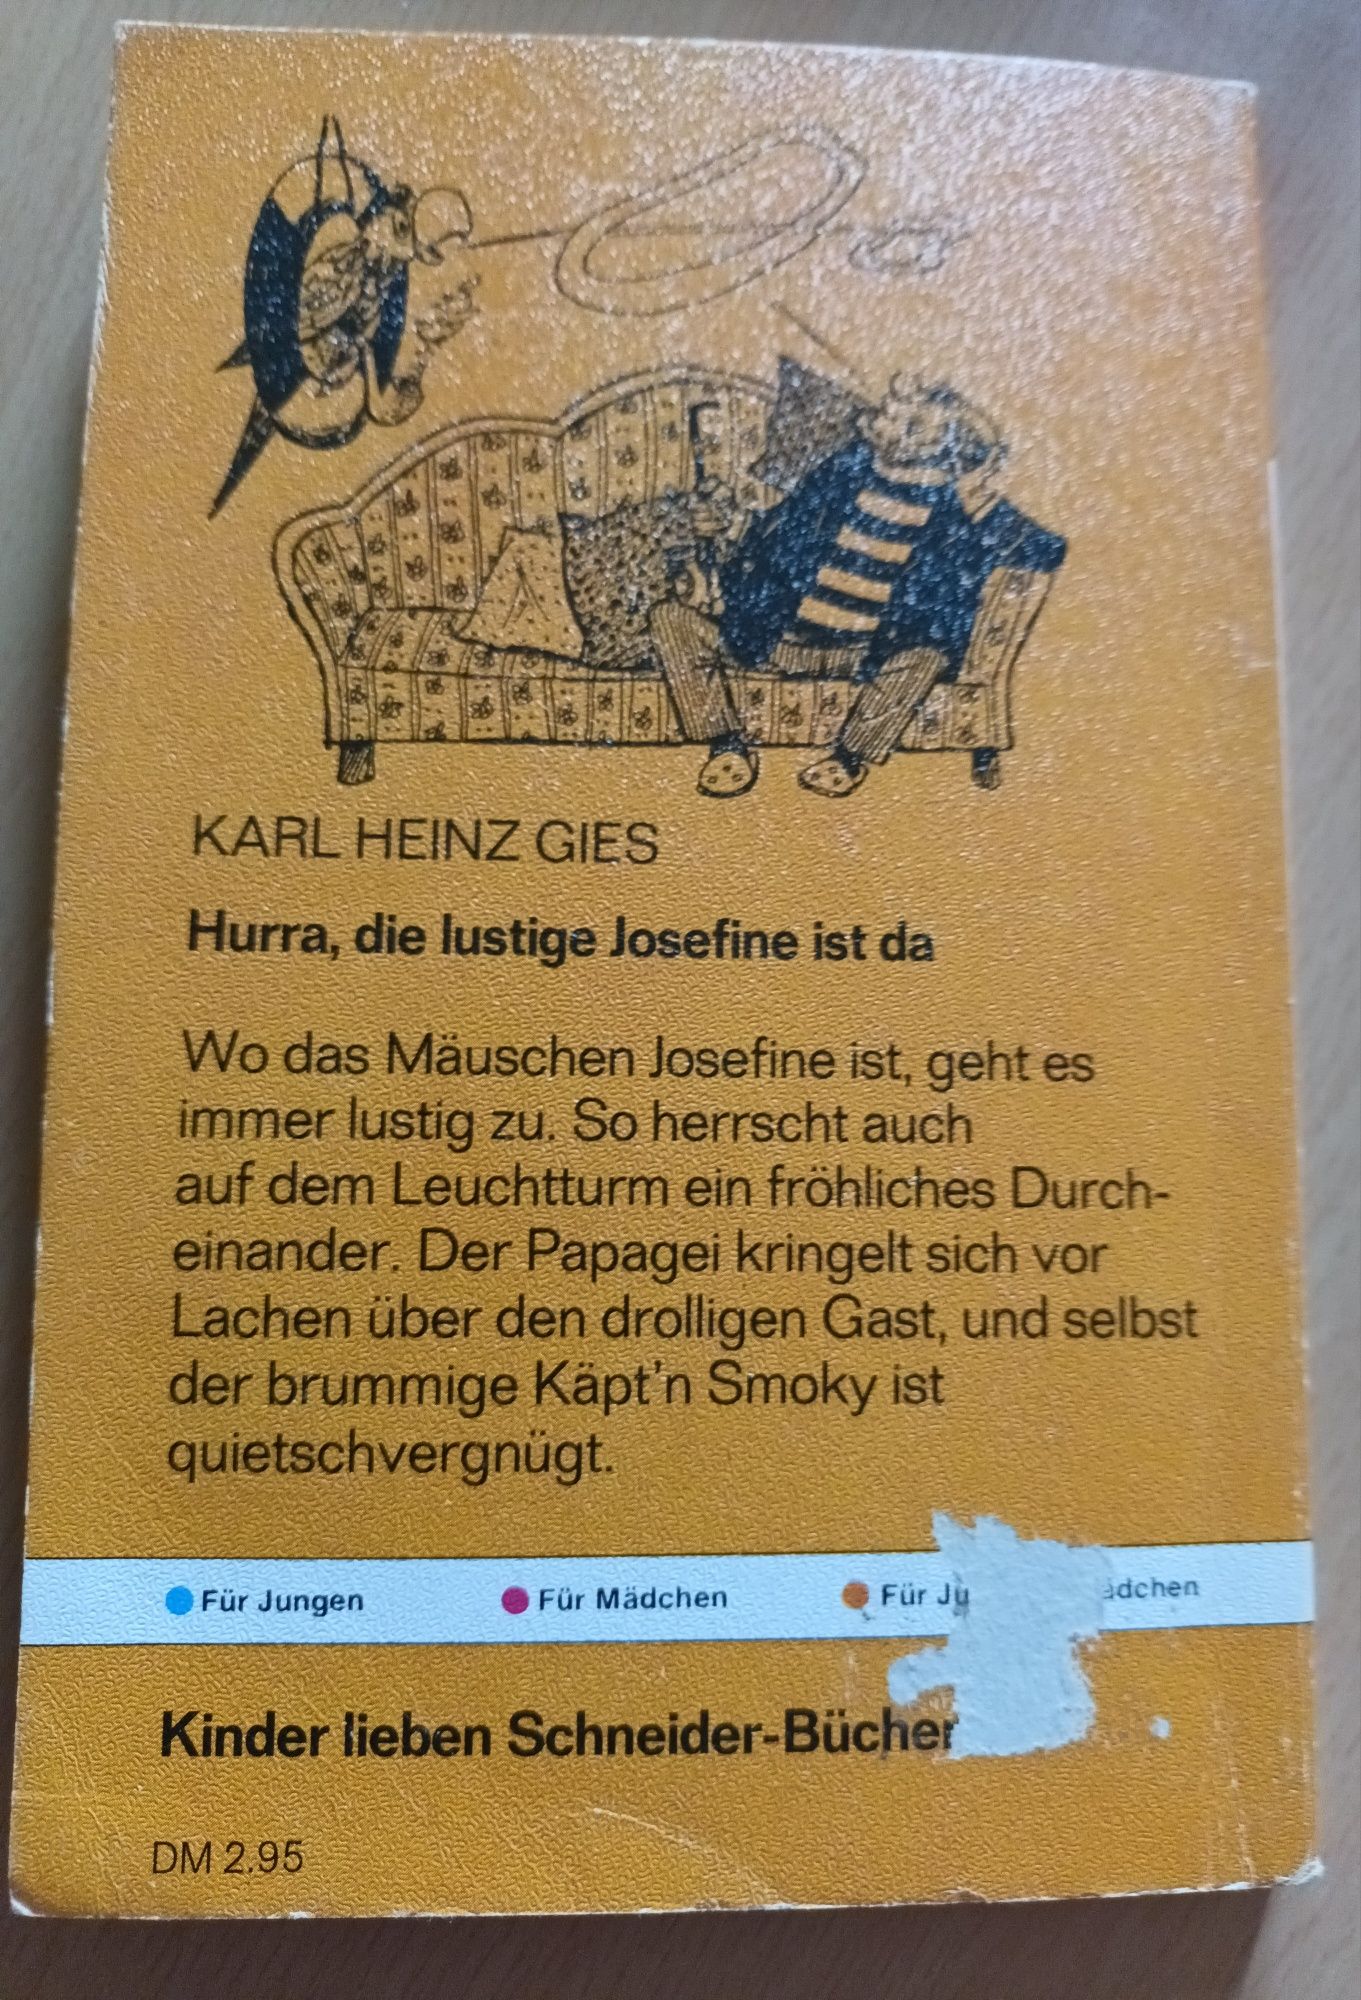 KARL HEINZ GIES
Hurra, die lustige Josefine ist da
Wo das Mäuschen Josefine ist, geht es
immer lustig zu. So herrscht auch
auf dem Leuchtturm ein fröhliches Durch-
einander. Der Papagei kringelt sich vor
Lachen über den drolligen Gast, und selbst
der brummige Käpt'n Smoky ist
quietschvergnügt.
Für Jungen Für Mädchen Für
Kinder lieben Schneider-Bücher
DM 2.95